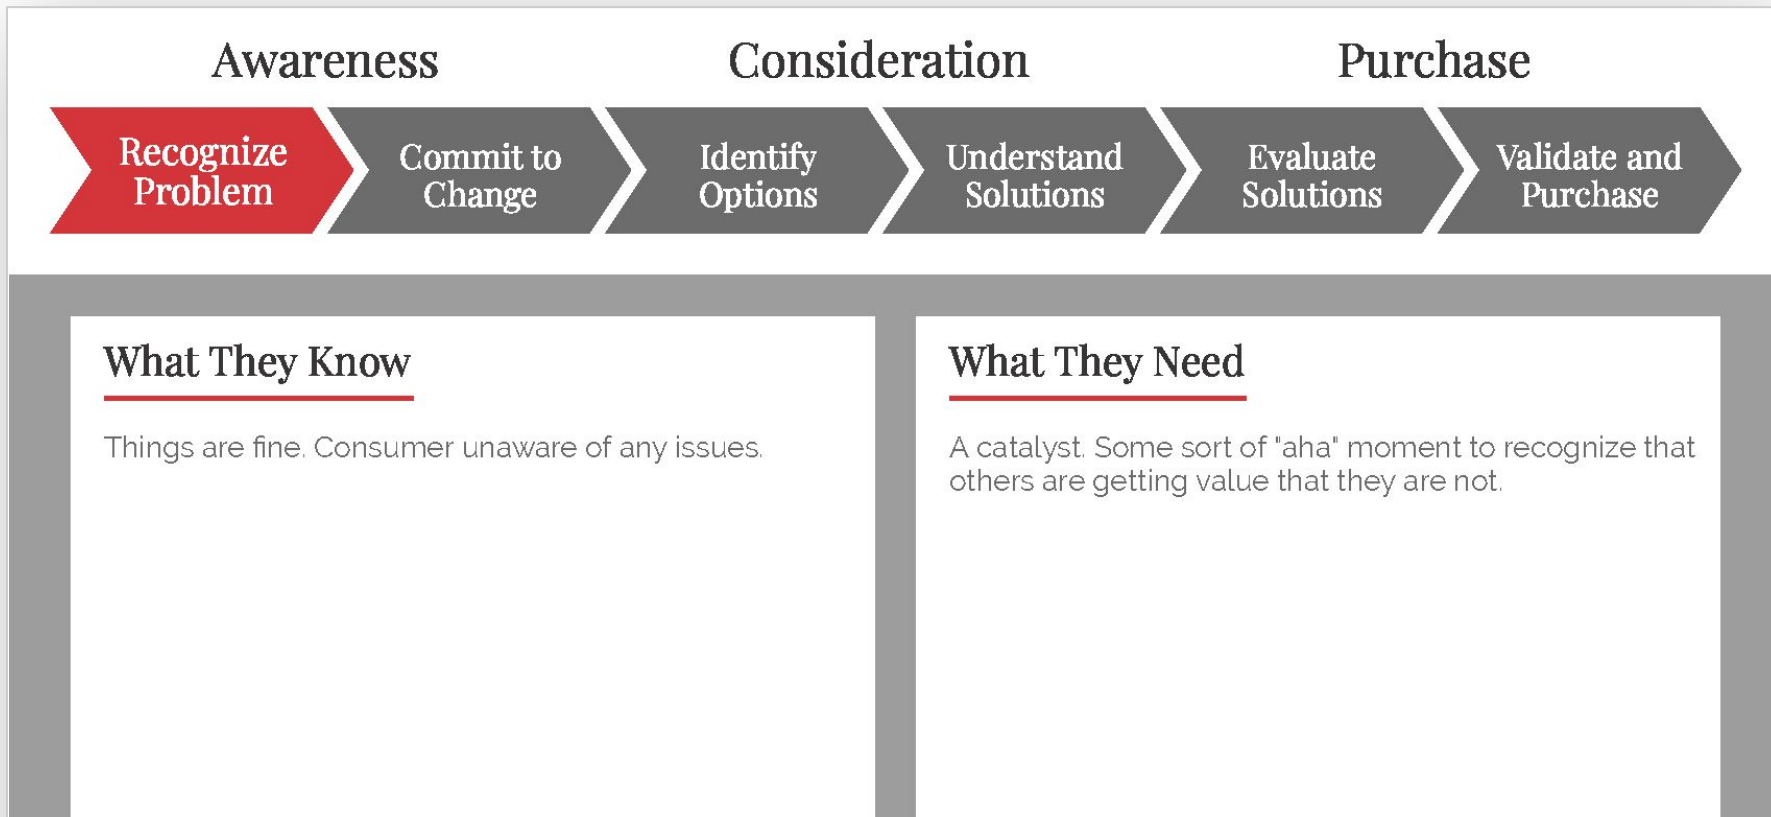 Awareness
Consideration
Purchase
Recognize
Problem
Commit to
Change
Identify
Options
Understand
Solutions
Evaluate
Solutions
Validate and
Purchase
What They Know
Things are fine. Consumer unaware of any issues.
What They Need
A catalyst. Some sort of "aha" moment to recognize that
others are getting value that they are not.